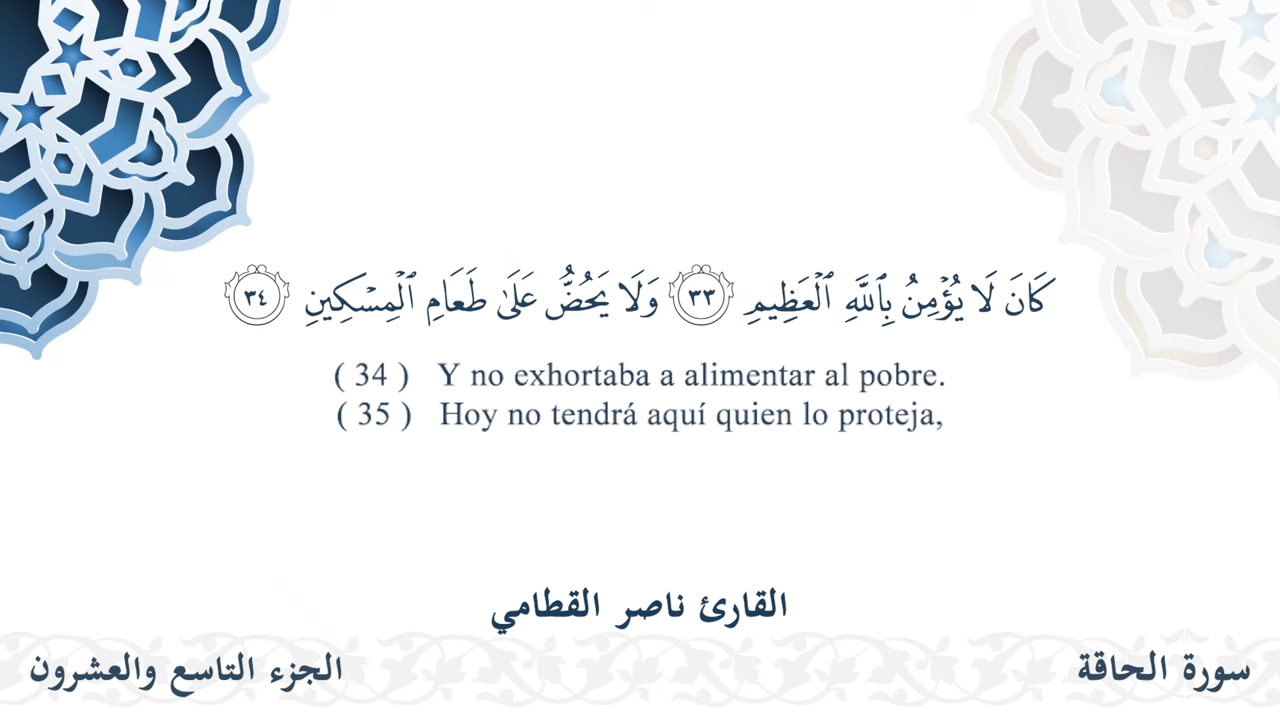 كَانَ لَا يُؤْمِنُ بِٱللَّهِ ٱلْعَظِيمِ ٣٣ وَلَا يَحُضُّ عَلَىٰ طَعَامِ ٱلْمِسْكِينِ ٣٤
( 34 ) Y no exhortaba a alimentar al pobre.
( 35 ) Hoy no tendrá aquí quien lo proteja,
القارئ ناصر القطامي
سورة الحاقة
الجزء التاسع والعشرون